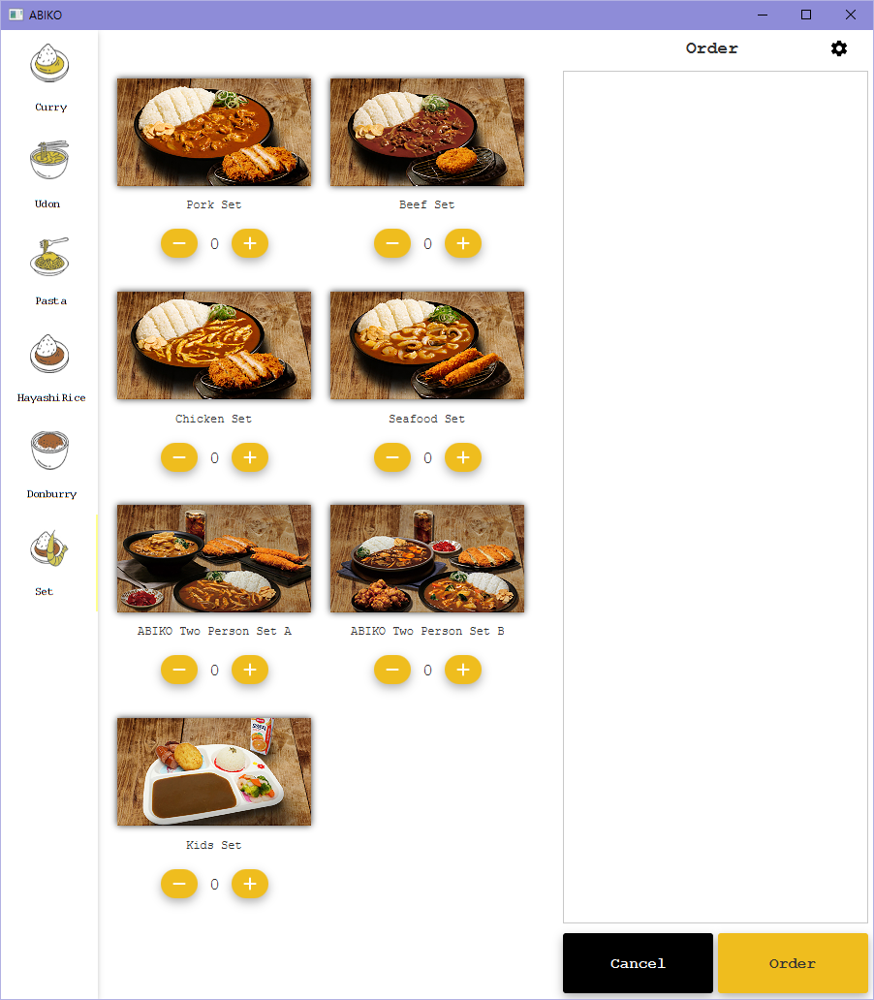 ABIKO
Order
Curry
Udon
Pasta
HayashiRice
Donburry
Set
Pork Set
Beef Set
0
0
Chicken Set
Seafood Set
0
0
ABIKO Two Person Set A
ABIKO Two Person Set B
0
0
Kids Set
0
Cancel
Order